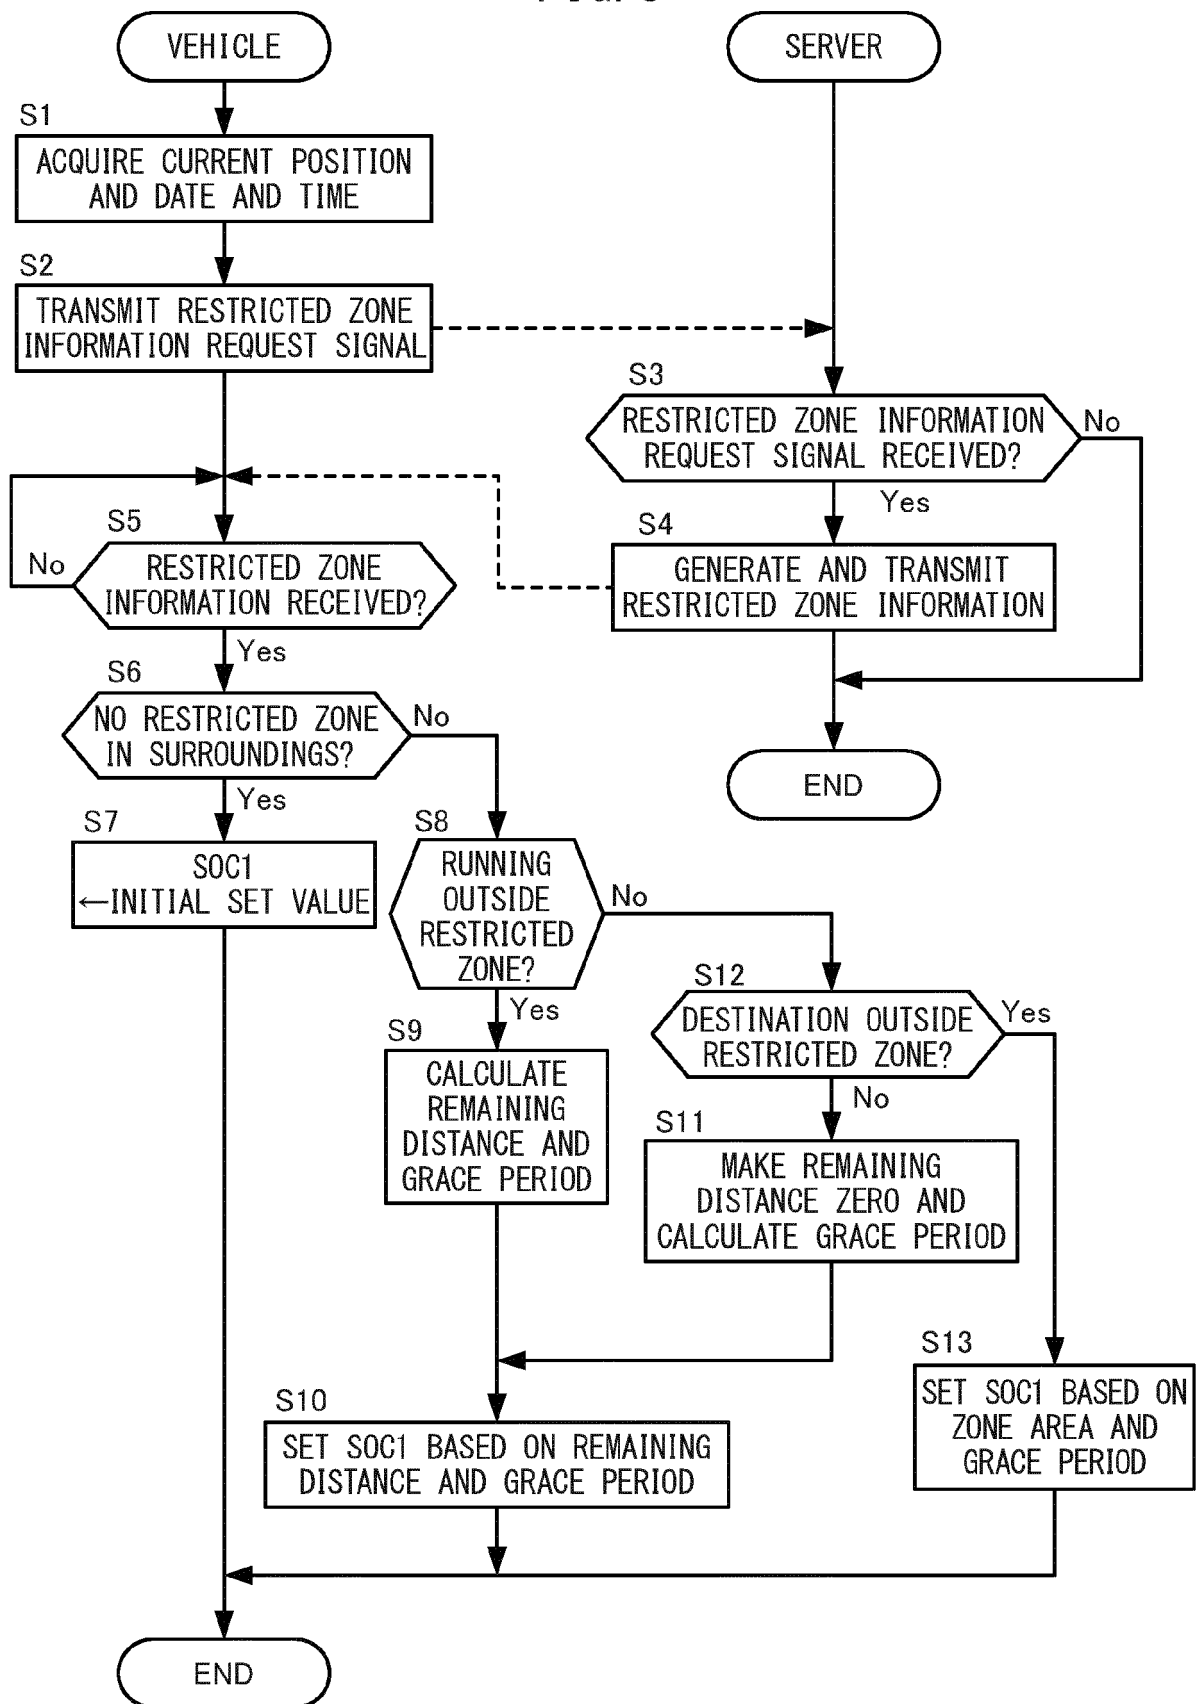 VEHICLE
SERVER
S1
ACQUIRE CURRENT POSITION
AND DATE AND TIME
S2
TRANSMIT RESTRICTED ZONE
INFORMATION REQUEST SIGNAL
S3
RESTRICTED ZONE INFORMATION
REQUEST SIGNAL RECEIVED?
No
Yes
S4
GENERATE AND TRANSMIT
RESTRICTED ZONE INFORMATION
END
S5
No
RESTRICTED ZONE
INFORMATION RECEIVED?
Yes
S6
NO RESTRICTED ZONE
IN SURROUNDINGS?
No
Yes
S7
SOC1
←INITIAL SET VALUE
S8
RUNNING
OUTSIDE
RESTRICTED
ZONE?
No
Yes
S9
CALCULATE
REMAINING
DISTANCE AND
GRACE PERIOD
S12
DESTINATION OUTSIDE
RESTRICTED ZONE?
Yes
No
S11
MAKE REMAINING
DISTANCE ZERO AND
CALCULATE GRACE PERIOD
S13
SET SOC1 BASED ON
ZONE AREA AND
GRACE PERIOD
S10
SET SOC1 BASED ON REMAINING
DISTANCE AND GRACE PERIOD
END